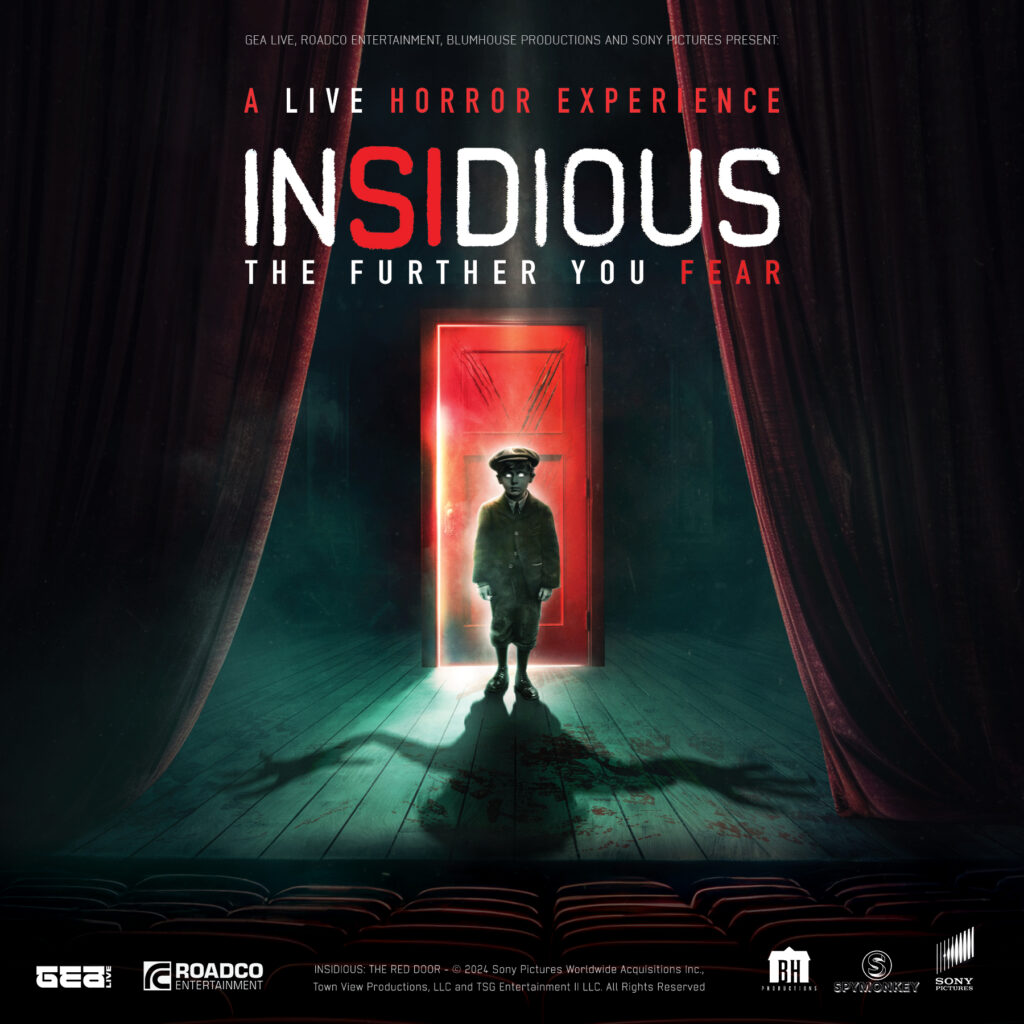 GEA LIVE, ROADCO ENTERTAINMENT, BLUMHOUSE PRODUCTIONS AND SONY PICTURES PRESENT:
A LIVE HORROR EXPERIENCE
INSIDIOUS
THE FURTHER YOU FEAR
GEA LIVE
ROADCO
ENTERTAINMENT
INSIDIOUS: THE RED DOOR - © 2024 Sony Pictures Worldwide Acquisitions Inc.,
Town View Productions, LLC and TSG Entertainment II LLC. All Rights Reserved
BH
PRODUCTIONS
S
SPYMONKEY
SONY
PICTURES